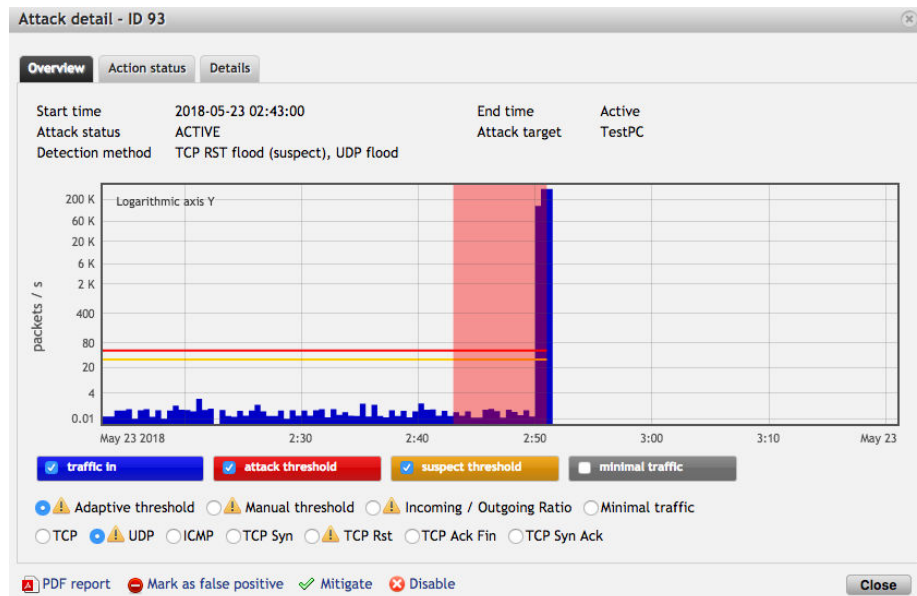 Attack detail - ID 93
Overview Action status Details
Start time 2018-05-23 02:43:00 End time Active
Attack status ACTIVE Attack target TestPC
Detection method TCP RST flood (suspect), UDP flood
Logarithmic axis Y
200 K
60 K
20 K
6 K
2 K
400
80
20
4
0.01
packets / s
May 23 2018 2:30 2:40 2:50 3:00 3:10 May 23
traffic in attack threshold suspect threshold minimal traffic
Adaptive threshold Manual threshold Incoming / Outgoing Ratio Minimal traffic
TCP UDP ICMP TCP Syn TCP Rst TCP Ack Fin TCP Syn Ack
PDF report Mark as false positive Mitigate Disable Close